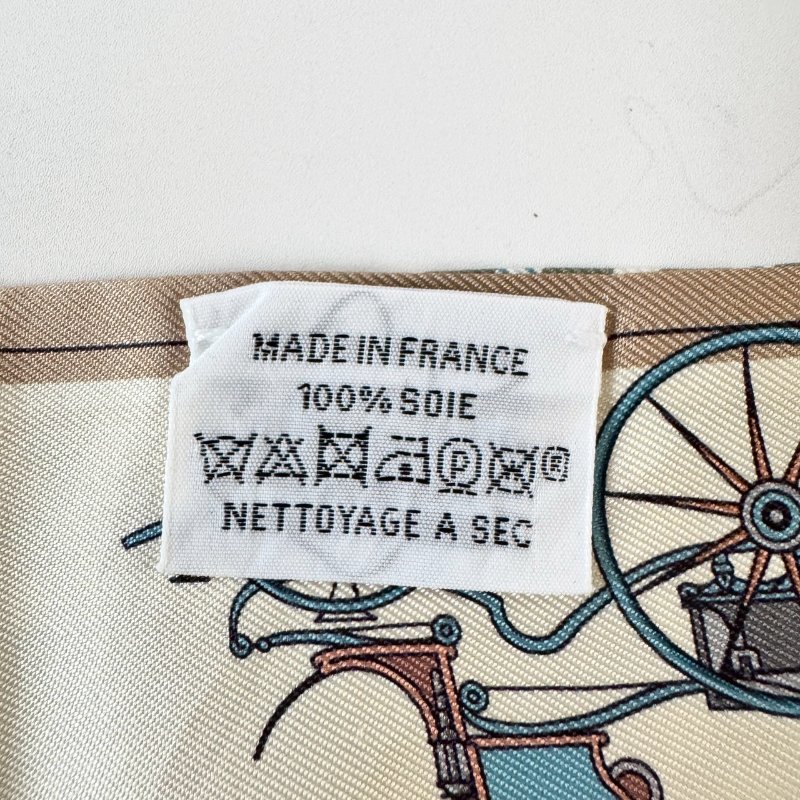 MADE IN FRANCE
100% SOIE
P ®
NETTOYAGE A SEC